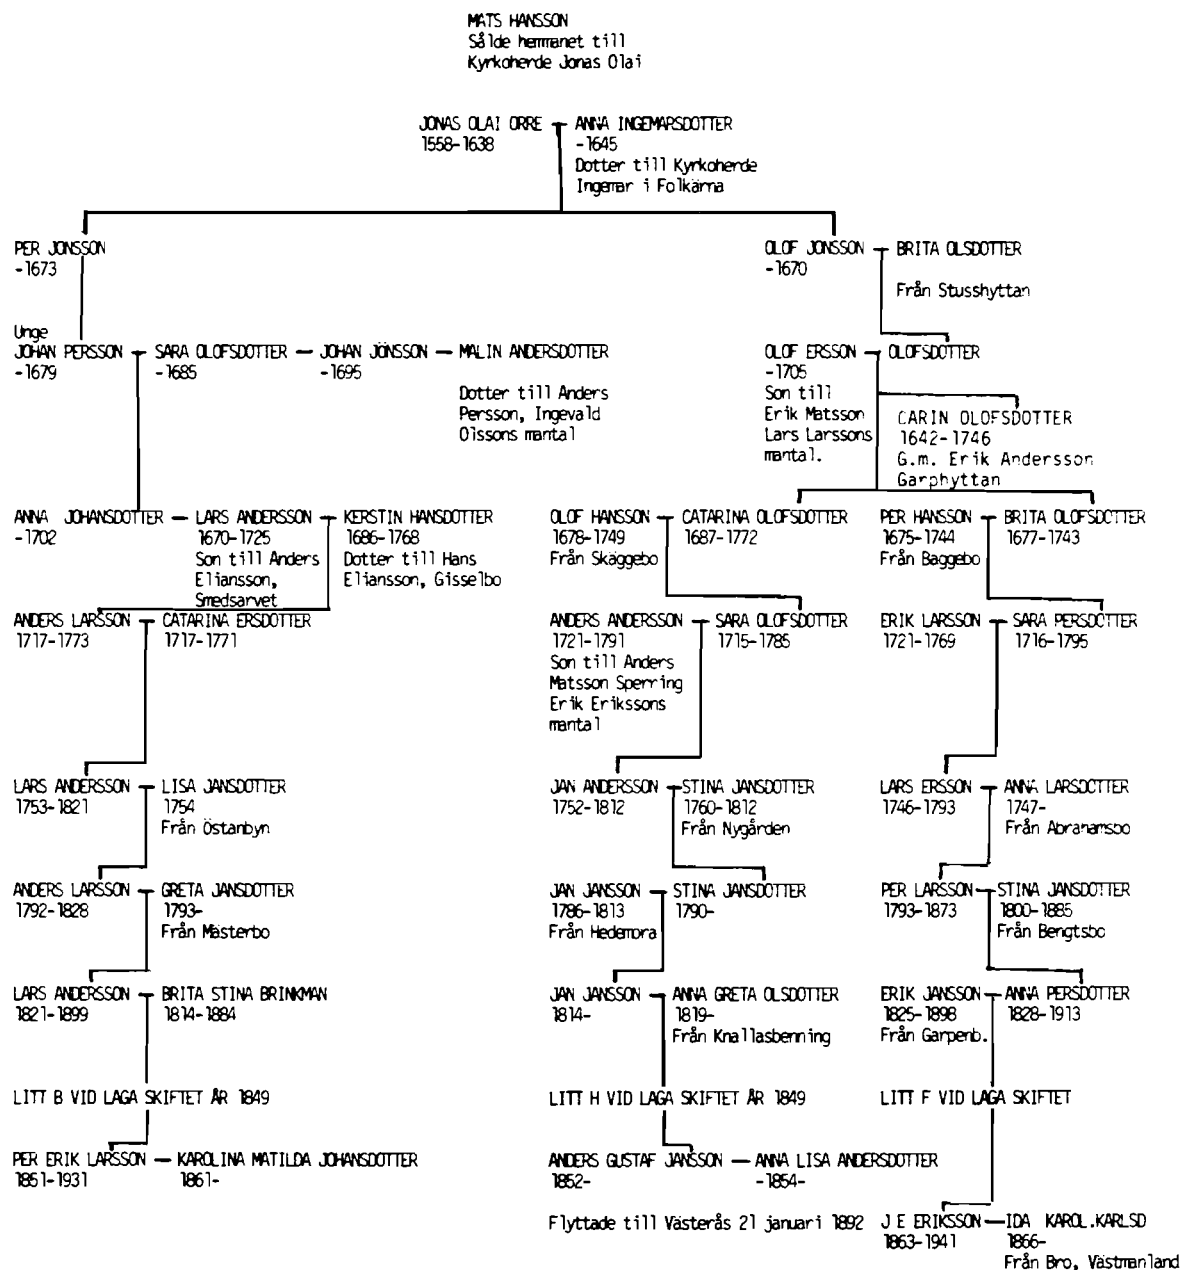 MATS HANSSON
Sålde hemmanet till
Kyrkoherde Jonas Olai
JONAS OLAI ORRE
1558-1638
ANNA INGEMARSDOTTER
-1645
Dotter till Kyrkoherde
Ingemar i Folkärna
PER JONSSON
-1673
OLOF JONSSON
-1670
BRITA OLSDOTTER
Från Stusshyttan
Unge
JOHAN PERSSON
-1679
SARA OLOFSDOTTER
-1685
JOHAN JÖNSSON
-1695
MALIN ANDERSDOTTER
Dotter till Anders
Persson, Ingevald
Olssons mantal
OLOF ERSSON
-1705
Son till
Erik Matsson
Lars Larssons
mantal.
OLOFSDOTTER
CARIN OLOFSDOTTER
1642-1746
G.m. Erik Andersson
Garphyttan
ANNA JOHANSDOTTER
-1702
LARS ANDERSSON
1670-1725
Son till Anders
Eliansson,
Smedsarvet
KERSTIN HANSDOTTER
1686-1768
Dotter till Hans
Eliansson, Gisselbo
OLOF HANSSON
1678-1749
Från Skäggebo
CATARINA OLOFSDOTTER
1687-1772
PER HANSSON
1675-1744
Från Baggebo
BRITA OLOFSDOTTER
1677-1743
ANDERS LARSSON
1717-1773
CATARINA ERSDOTTER
1717-1771
ANDERS ANDERSSON
1721-1791
Son till Anders
Matsson Sperring
Erik Erikssons
mantal
SARA OLOFSDOTTER
1715-1785
ERIK LARSSON
1721-1769
SARA PERSDOTTER
1716-1795
LARS ANDERSSON
1753-1821
LISA JANSDOTTER
1754
Från Östanbyn
JAN ANDERSSON
1752-1812
STINA JANSDOTTER
1760-1812
Från Nygården
LARS ERSSON
1746-1793
ANNA LARSDOTTER
1747-
Från Abrahamsbo
ANDERS LARSSON
1792-1828
GRETA JANSDOTTER
1793-
Från Mästerbo
JAN JANSSON
1786-1813
Från Hedemora
STINA JANSDOTTER
1790-
PER LARSSON
1793-1873
STINA JANSDOTTER
1800-1885
Från Bengtsbo
LARS ANDERSSON
1821-1899
BRITA STINA BRINKMAN
1814-1884
JAN JANSSON
1814-
ANNA GRETA OLSDOTTER
1819-
Från Knallasbenning
ERIK JANSSON
1825-1898
Från Garpenb.
ANNA PERSDOTTER
1828-1913
LITT B VID LAGA SKIFTET ÅR 1849
LITT H VID LAGA SKIFTET ÅR 1849
LITT F VID LAGA SKIFTET
PER ERIK LARSSON
1851-1931
KAROLINA MATILDA JOHANSDOTTER
1861-
ANDERS GUSTAF JANSSON
1852-
ANNA LISA ANDERSDOTTER
-1854-
Flyttade till Västerås 21 januari 1892
J E ERIKSSON
1863-1941
IDA KAROL.KARLSD
1866-
Från Bro, Västmanland